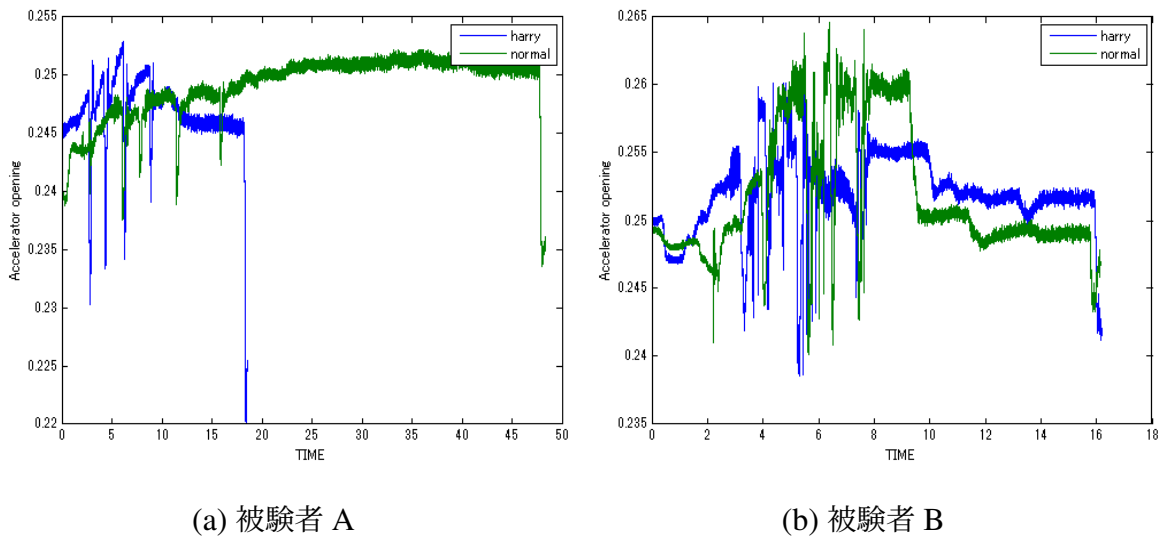 0.255
0.25
0.245
0.24
0.235
0.23
0.225
0.22
Accelerator opening
0 5 10 15 20 25 30 35 40 45 50
TIME
harry
normal
(a) 被験者 A
0.265
0.26
0.255
0.25
0.245
0.24
0.235
Accelerator opening
0 2 4 6 8 10 12 14 16 18
TIME
harry
normal
(b) 被験者 B